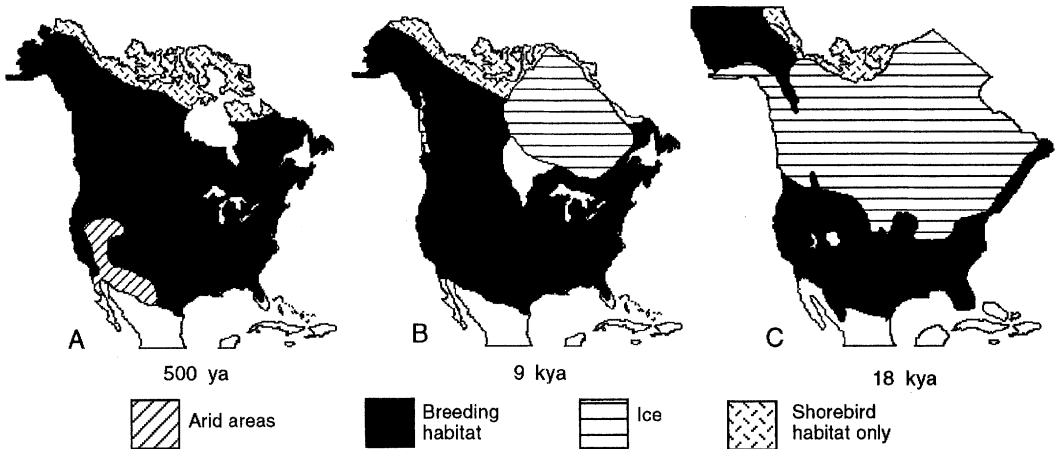 A
B
C
500 ya
9 kya
18 kya
Arid areas
Breeding
habitat
Ice
Shorebird
habitat only